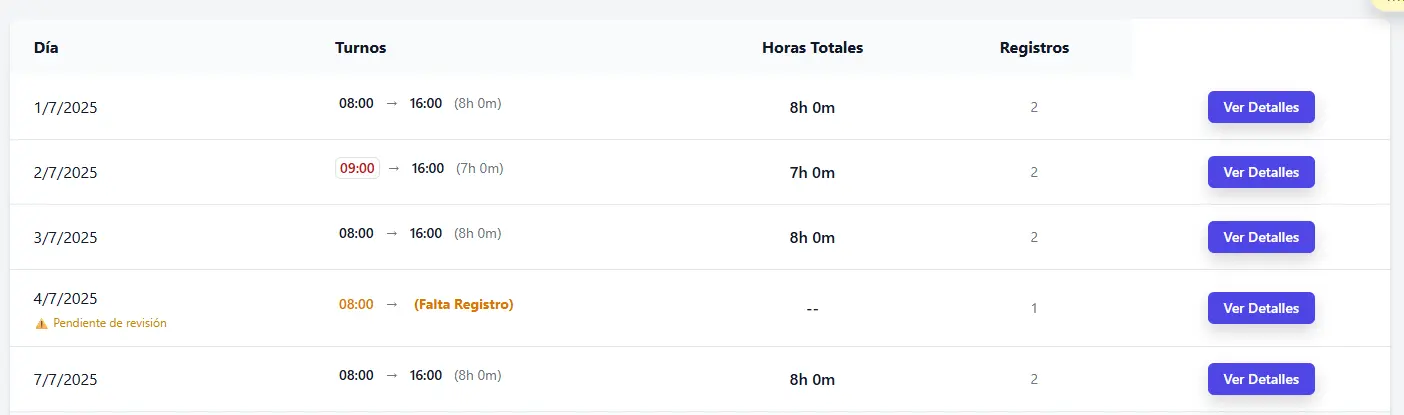 Día Turnos Horas Totales Registros
1/7/2025 08:00 → 16:00 (8h 0m) 8h 0m 2 Ver Detalles
2/7/2025 09:00 → 16:00 (7h 0m) 7h 0m 2 Ver Detalles
3/7/2025 08:00 → 16:00 (8h 0m) 8h 0m 2 Ver Detalles
4/7/2025 08:00 → (Falta Registro) -- 1 Ver Detalles
⚠ Pendiente de revisión
7/7/2025 08:00 → 16:00 (8h 0m) 8h 0m 2 Ver Detalles